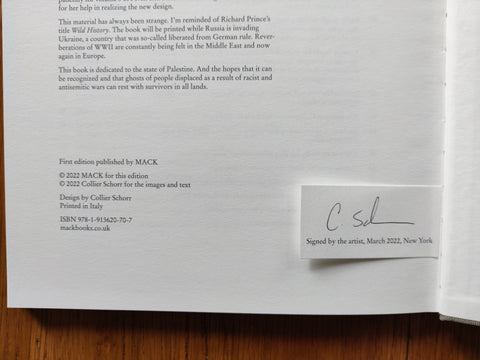 for her help in realizing the new design.
This material has always been strange. I'm reminded of Richard Prince's
title Wild History. The book will be printed while Russia is invading
Ukraine, a country that was so-called liberated from German rule. Rever-
berations of WWII are constantly being felt in the Middle East and now
again in Europe.
This book is dedicated to the state of Palestine. And the hopes that it can
be recognized and that ghosts of people displaced as a result of racist and
antisemitic wars can rest with survivors in all lands.
First edition published by MACK
© 2022 MACK for this edition
© 2022 Collier Schorr for the images and text
Design by Collier Schorr
Printed in Italy
ISBN 978-1-913620-70-7
mackbooks.co.uk
C. Sch
Signed by the artist, March 2022, New York